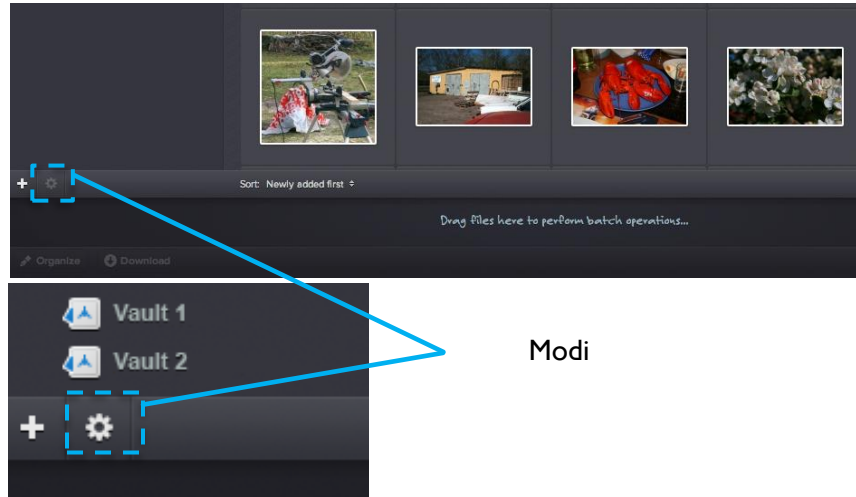 Sort: Newly added first
Drag files here to perform batch operations...
Organize Download
Vault 1
Vault 2
Modi